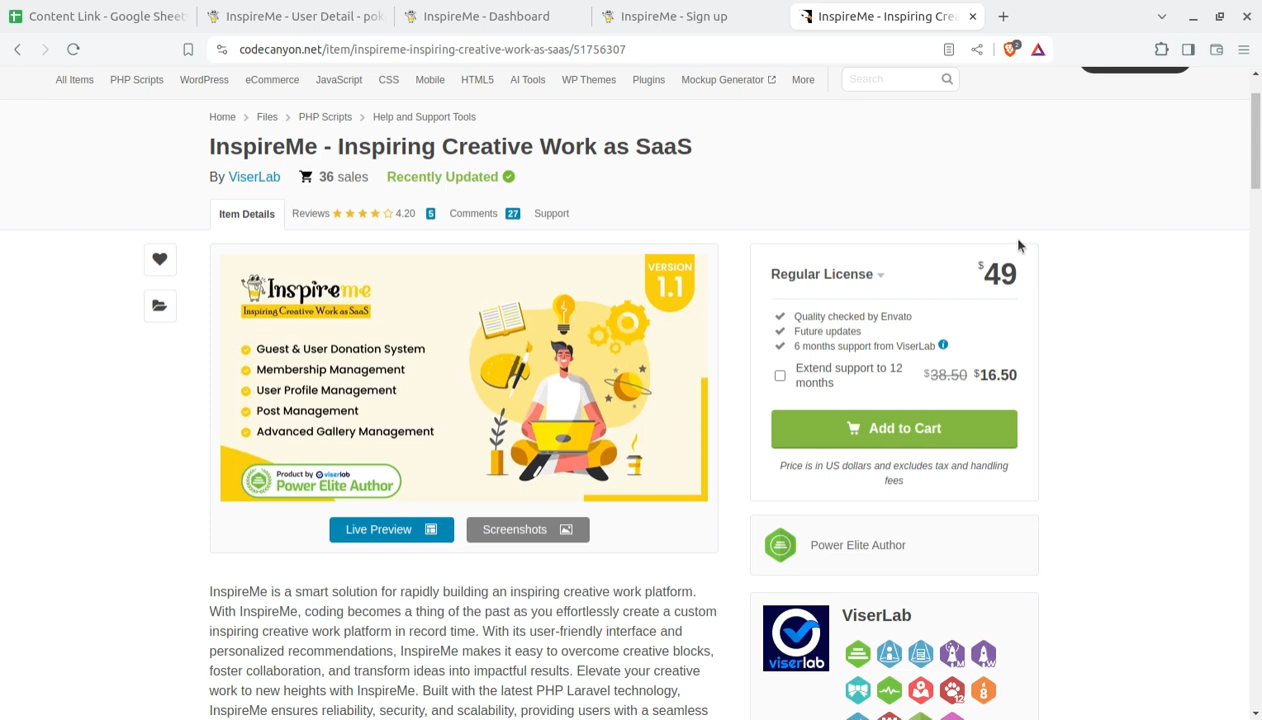 Content Link - Google Sheet
InspireMe - User Detail - pok
InspireMe - Dashboard
InspireMe - Sign up
InspireMe - Inspiring Crea
codecanyon.net/item/inspireme-inspiring-creative-work-as-saas/51756307
2
All Items PHP Scripts WordPress eCommerce JavaScript CSS Mobile HTML5 AI Tools WP Themes Plugins Mockup Generator More Search
Home > Files > PHP Scripts > Help and Support Tools
InspireMe - Inspiring Creative Work as SaaS
By ViserLab 36 sales Recently Updated
Item Details Reviews 4.20 5 Comments 27 Support
Inspireme
Inspiring Creative Work as SaaS
VERSION
1.1
Guest & User Donation System
Membership Management
User Profile Management
Post Management
Advanced Gallery Management
Product by viserlab
Power Elite Author
Live Preview Screenshots
Regular License $49
Quality checked by Envato
Future updates
6 months support from ViserLab
Extend support to 12
months
$38.50 $16.50
Add to Cart
Price is in US dollars and excludes tax and handling
fees
Power Elite Author
viserlab
ViserLab
M
W
12
8
InspireMe is a smart solution for rapidly building an inspiring creative work platform.
With InspireMe, coding becomes a thing of the past as you effortlessly create a custom
inspiring creative work platform in record time. With its user-friendly interface and
personalized recommendations, InspireMe makes it easy to overcome creative blocks,
foster collaboration, and transform ideas into impactful results. Elevate your creative
work to new heights with InspireMe. Built with the latest PHP Laravel technology,
InspireMe ensures reliability, security, and scalability, providing users with a seamless